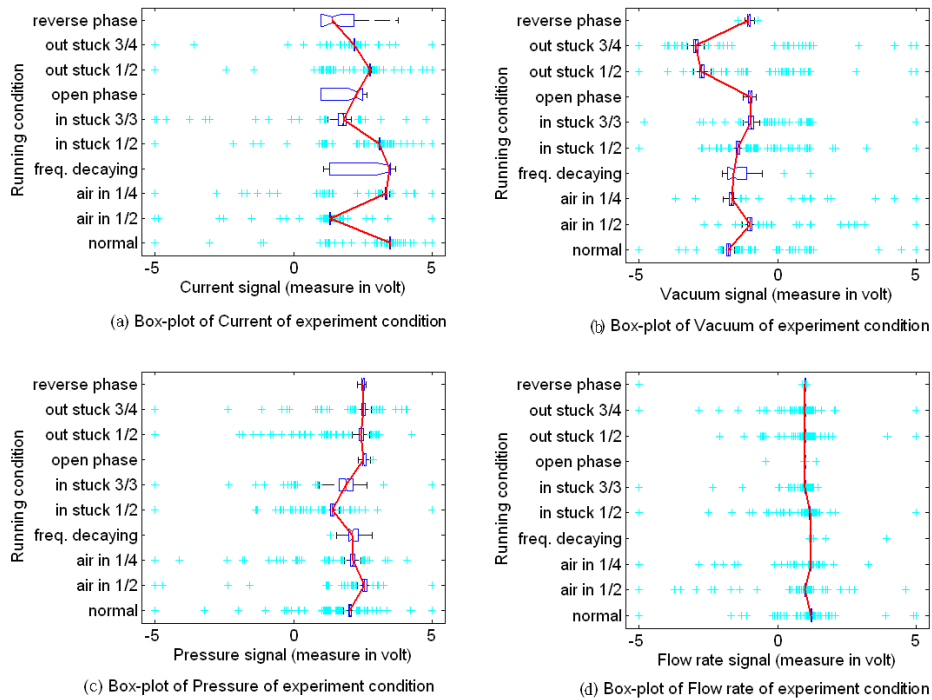 reverse phase
out stuck 3/4
out stuck 1/2
open phase
in stuck 3/3
in stuck 1/2
freq. decaying
air in 1/4
air in 1/2
normal
Running condition
-5 0 5
Current signal (measure in volt)
(a) Box-plot of Current of experiment condition
reverse phase
out stuck 3/4
out stuck 1/2
open phase
in stuck 3/3
in stuck 1/2
freq. decaying
air in 1/4
air in 1/2
normal
Running condition
-5 0 5
Vacuum signal (measure in volt)
(b) Box-plot of Vacuum of experiment condition
reverse phase
out stuck 3/4
out stuck 1/2
open phase
in stuck 3/3
in stuck 1/2
freq. decaying
air in 1/4
air in 1/2
normal
Running condition
-5 0 5
Pressure signal (measure in volt)
(c) Box-plot of Pressure of experiment condition
reverse phase
out stuck 3/4
out stuck 1/2
open phase
in stuck 3/3
in stuck 1/2
freq. decaying
air in 1/4
air in 1/2
normal
Running condition
-5 0 5
Flow rate signal (measure in volt)
(d) Box-plot of Flow rate of experiment condition